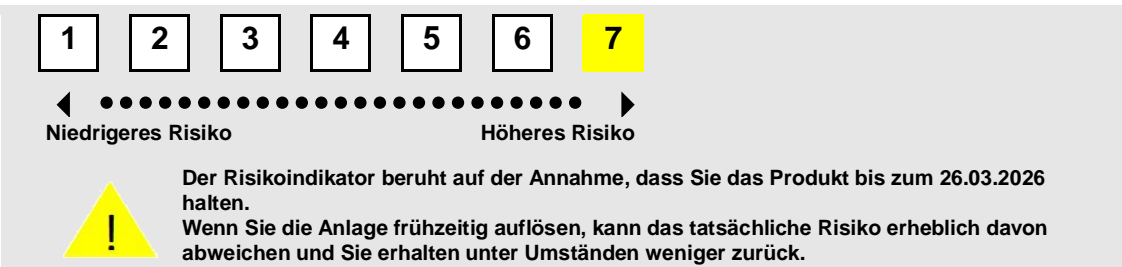 1 2 3 4 5 6 7
Niedrigeres Risiko Höheres Risiko
Der Risikoindikator beruht auf der Annahme, dass Sie das Produkt bis zum 26.03.2026
halten.
Wenn Sie die Anlage frühzeitig auflösen, kann das tatsächliche Risiko erheblich davon
abweichen und Sie erhalten unter Umständen weniger zurück.
!